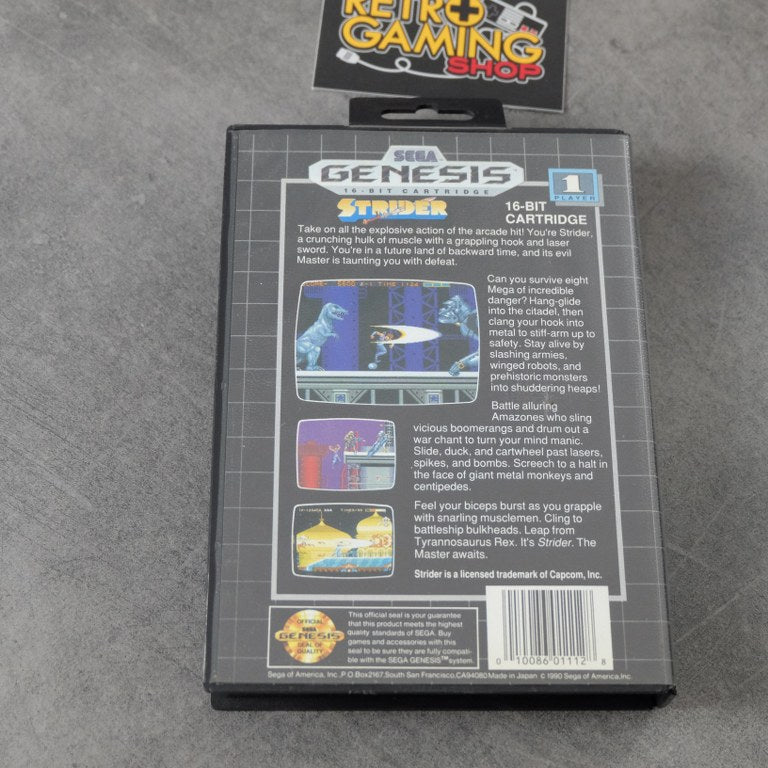 RETRO
GAMING
SHOP
SEGA
GENESIS
16-BIT CARTRIDGE
1
PLAYER
STRIDER
16-BIT
CARTRIDGE
Take on all the explosive action of the arcade hit! You're Strider,
a crunching hulk of muscle with a grappling hook and laser
sword. You're in a future land of backward time, and its evil
Master is taunting you with defeat.
Can you survive eight
Mega of incredible
danger? Hang-glide
into the citadel, then
clang your hook into
metal to stiff-arm up to
safety. Stay alive by
slashing armies,
winged robots, and
prehistoric monsters
into shuddering heaps!
Battle alluring
Amazones who sling
vicious boomerangs and drum out a
war chant to turn your mind manic.
Slide, duck, and cartwheel past lasers,
spikes, and bombs. Screech to a halt in
the face of giant metal monkeys and
centipedes.
Feel your biceps burst as you grapple
with snarling musclemen. Cling to
battleship bulkheads. Leap from
Tyrannosaurus Rex. It's Strider. The
Master awaits.
Strider is a licensed trademark of Capcom, Inc.
OFFICIAL
SEGA
GENESIS
SEAL OF
QUALITY
This official seal is your guarantee
that this product meets the highest
quality standards of SEGA. Buy
games and accessories with this
seal to be sure they are fully compati-
ble with the SEGA GENESIS™ system.
0 10086 01112 8
Sega of America, Inc., P.O Box2167,South San Francisco,CA94080 Made in Japan © 1990 Sega of America, Inc.